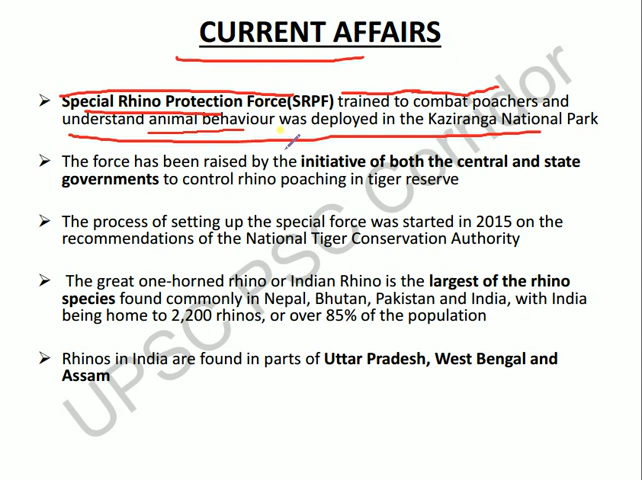 CURRENT AFFAIRS
➢ Special Rhino Protection Force(SRPF) trained to combat poachers and
understand animal behaviour was deployed in the Kaziranga National Park
➢ The force has been raised by the initiative of both the central and state
governments to control rhino poaching in tiger reserve
➢ The process of setting up the special force was started in 2015 on the
recommendations of the National Tiger Conservation Authority
➢ The great one-horned rhino or Indian Rhino is the largest of the rhino
species found commonly in Nepal, Bhutan, Pakistan and India, with India
being home to 2,200 rhinos, or over 85% of the population
➢ Rhinos in India are found in parts of Uttar Pradesh, West Bengal and
Assam
UPSC PSC Corridor